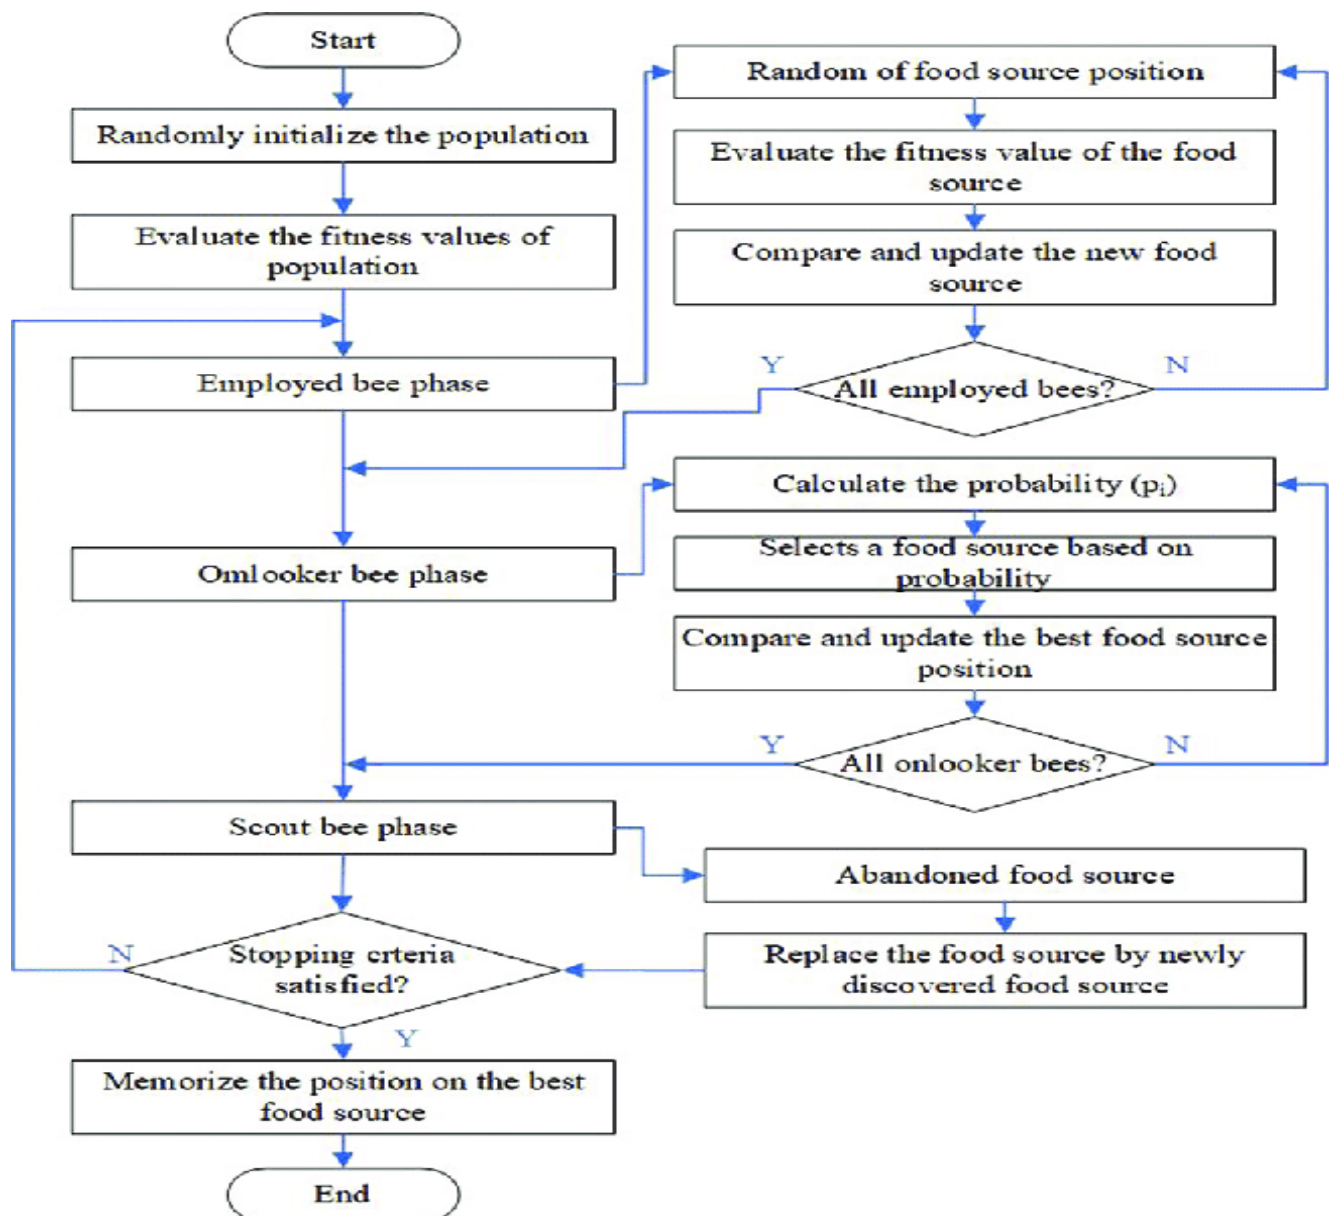 Start
Randomly initialize the population
Evaluate the fitness values of
population
Employed bee phase
Omlooker bee phase
Scout bee phase
N
Stopping crteria
satisfied?
Y
Memorize the position on the best
food source
End
Random of food source position
Evaluate the fitness value of the food
source
Compare and update the new food
source
Y
All employed bees?
N
Calculate the probability (pᵢ)
Selects a food source based on
probability
Compare and update the best food source
position
Y
All onlooker bees?
N
Abandoned food source
Replace the food source by newly
discovered food source